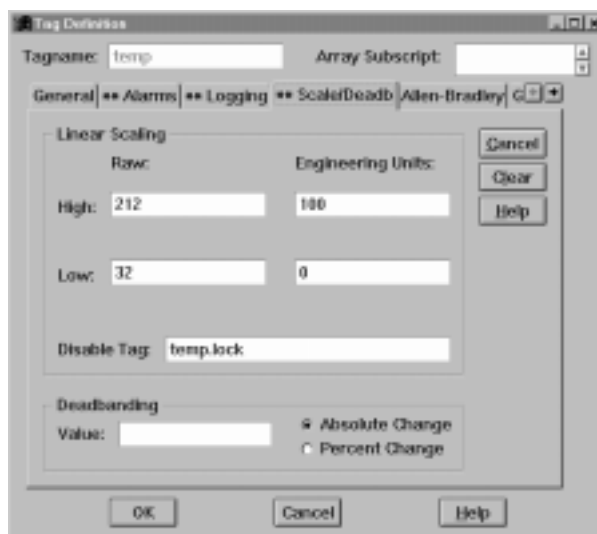 Tag Definition
Tagname: temp Array Subscript:
General ** Alarms ** Logging ** Scale/Deadb Allen-Bradley G
Linear Scaling
Raw: Engineering Units:
High: 212 100
Low: 32 0
Disable Tag: temp.lock
Deadbanding
Value: Absolute Change
Percent Change
Cancel
Clear
Help
OK Cancel Help